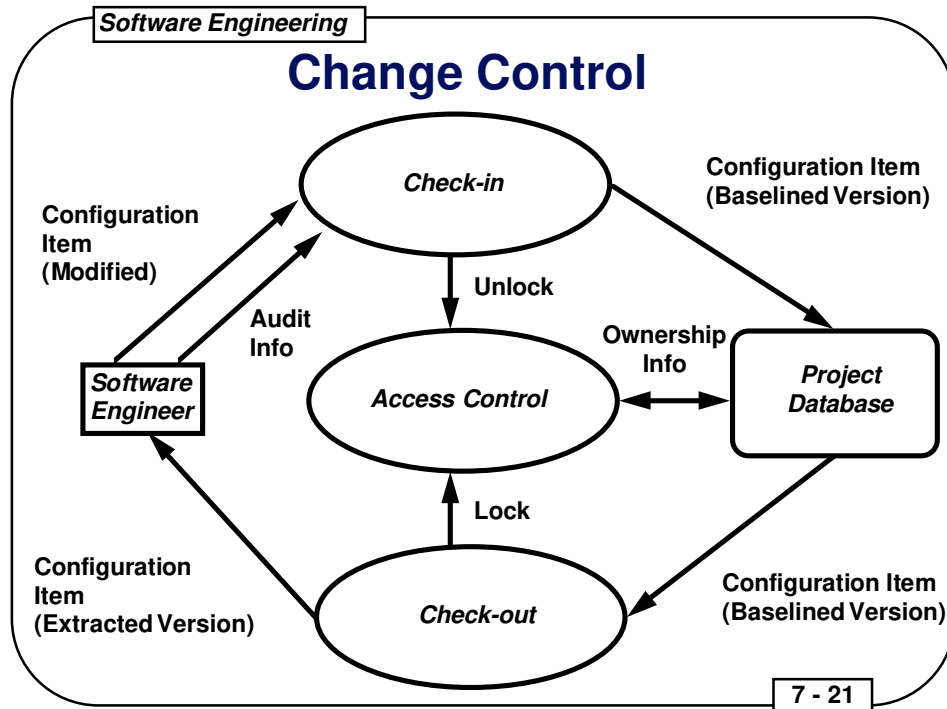 Software Engineering
Change Control
Check-in
Configuration Item
(Baselined Version)
Configuration
Item
(Modified)
Unlock
Audit
Info
Ownership
Info
Software
Engineer
Access Control
Project
Database
Lock
Configuration
Item
(Extracted Version)
Check-out
Configuration Item
(Baselined Version)
7 - 21